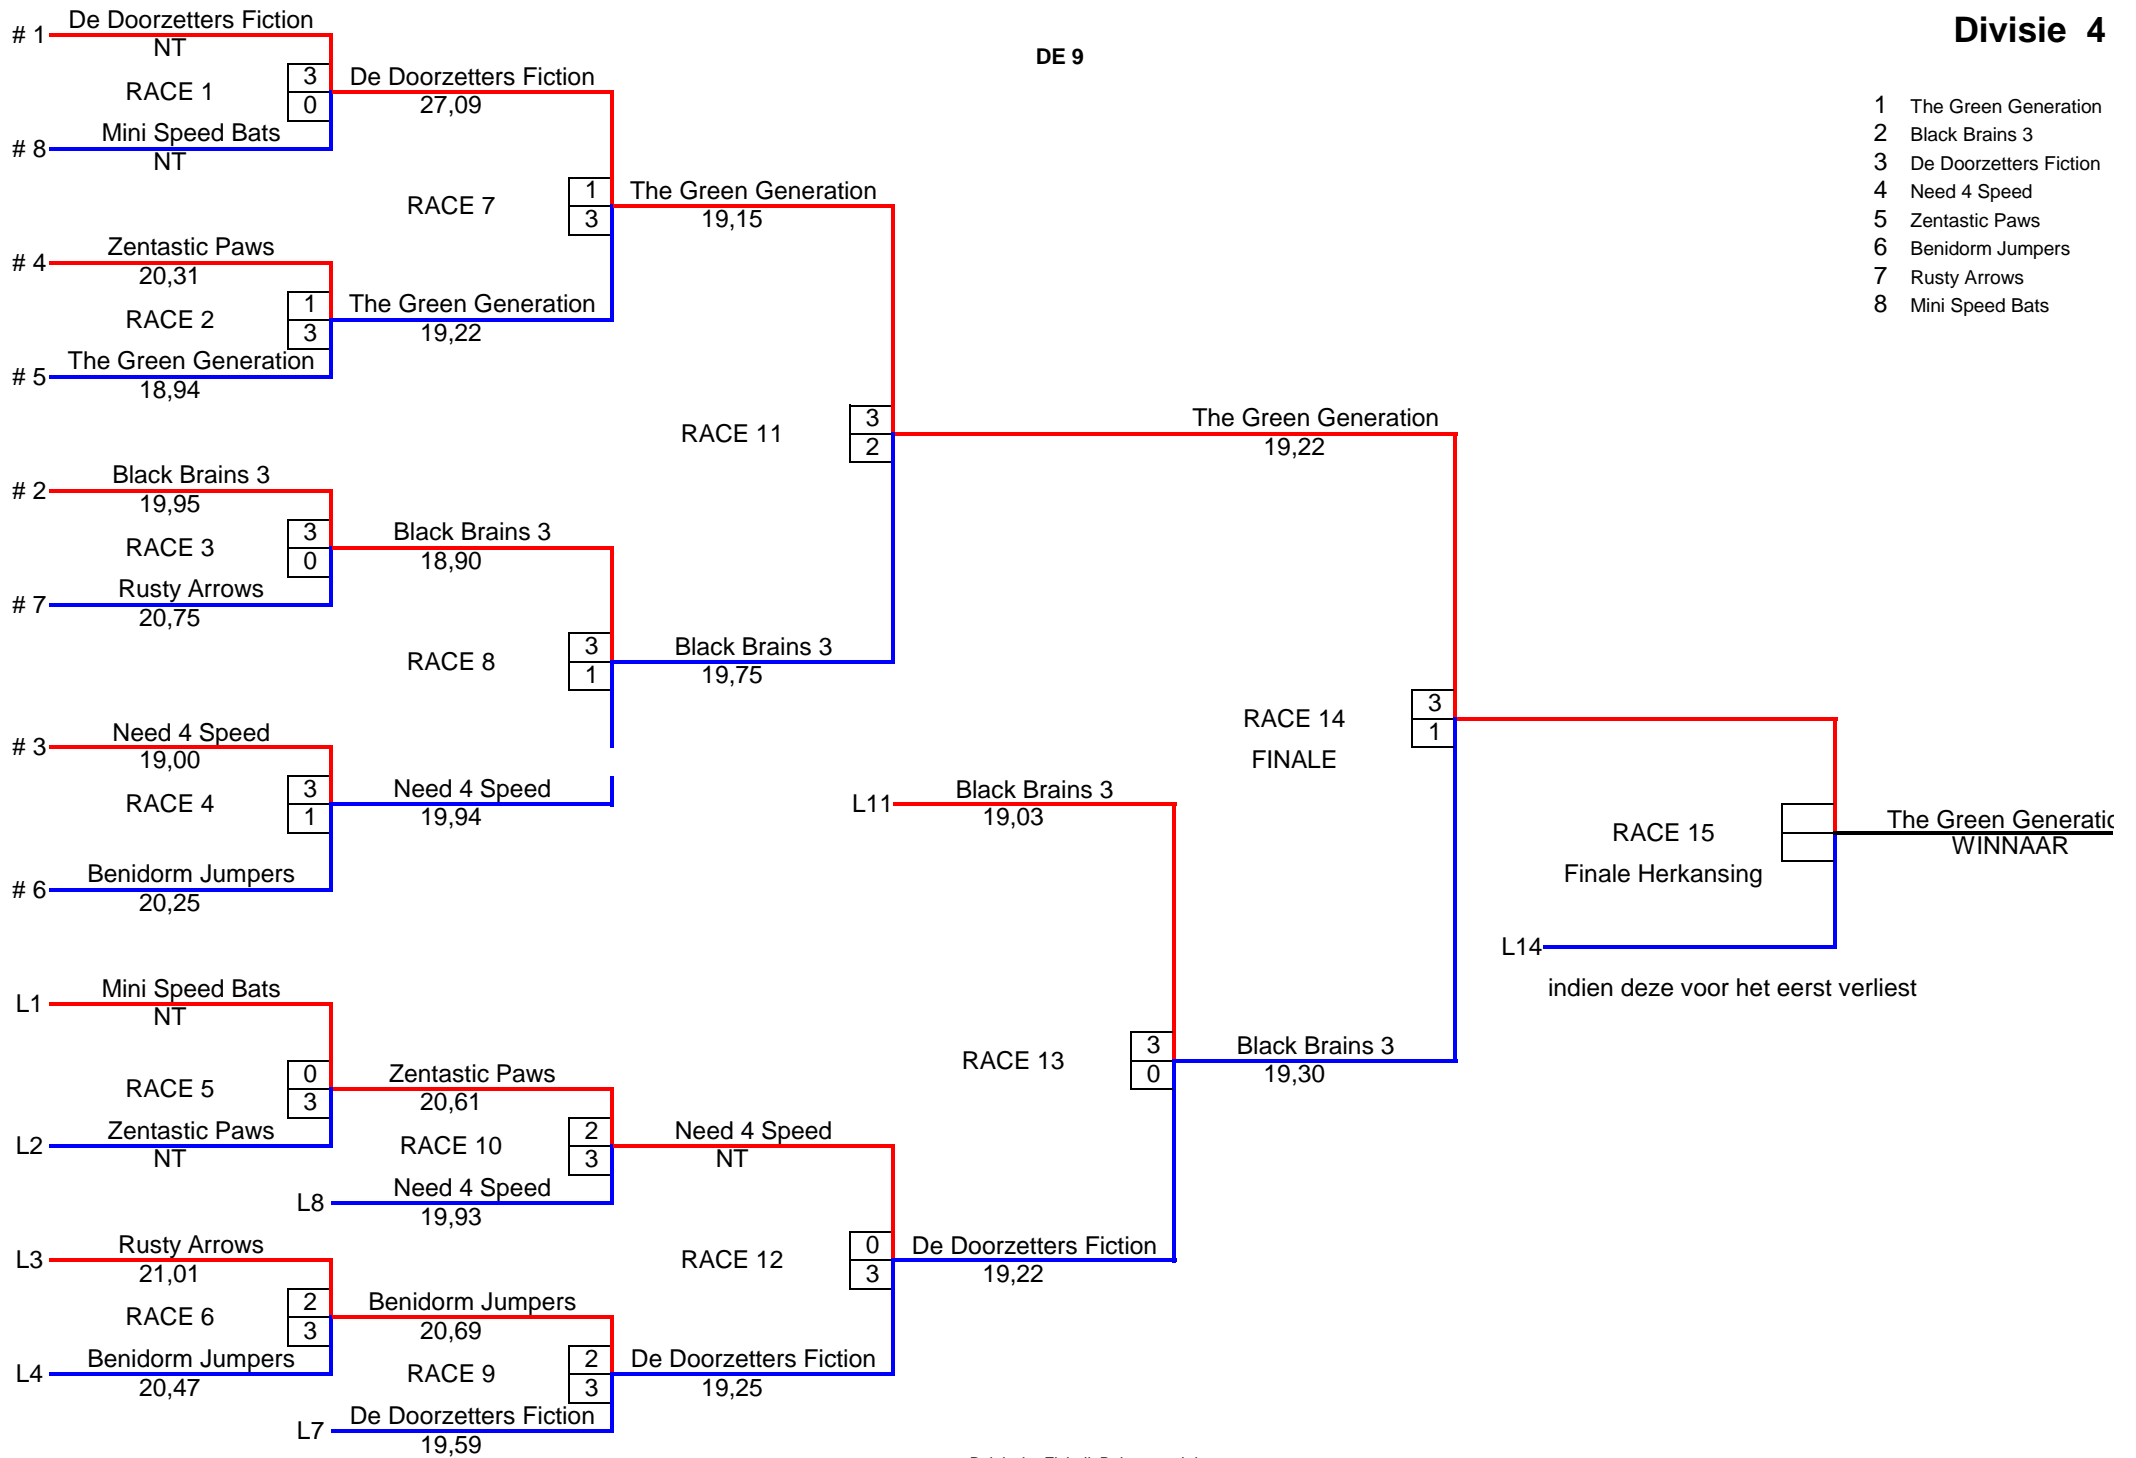 Divisie 4
DE 9
1 The Green Generation
2 Black Brains 3
3 De Doorzetters Fiction
4 Need 4 Speed
5 Zentastic Paws
6 Benidorm Jumpers
7 Rusty Arrows
8 Mini Speed Bats
# 1 De Doorzetters Fiction
NT
RACE 1 3 0
# 8 Mini Speed Bats
NT
# 4 Zentastic Paws
20,31
RACE 2 1 3
# 5 The Green Generation
18,94
# 2 Black Brains 3
19,95
RACE 3 3 0
# 7 Rusty Arrows
20,75
# 3 Need 4 Speed
19,00
RACE 4 3 1
# 6 Benidorm Jumpers
20,25
L1 Mini Speed Bats
NT
RACE 5 0 3
L2 Zentastic Paws
NT
L3 Rusty Arrows
21,01
RACE 6 2 3
L4 Benidorm Jumpers
20,47
De Doorzetters Fiction
27,09
RACE 7 1 3
The Green Generation
19,22
Black Brains 3
18,90
RACE 8 3 1
Need 4 Speed
19,94
Zentastic Paws
20,61
RACE 10 2 3
L8 Need 4 Speed
19,93
Benidorm Jumpers
20,69
RACE 9 2 3
L7 De Doorzetters Fiction
19,59
The Green Generation
19,15
RACE 11 3 2
Black Brains 3
19,75
Need 4 Speed
NT
RACE 12 0 3
De Doorzetters Fiction
19,25
L11 Black Brains 3
19,03
RACE 13 3 0
De Doorzetters Fiction
19,22
The Green Generation
19,22
RACE 14 3 1
FINALE
Black Brains 3
19,30
RACE 15
Finale Herkansing
L14
indien deze voor het eerst verliest
The Green Generatio
WINNAAR